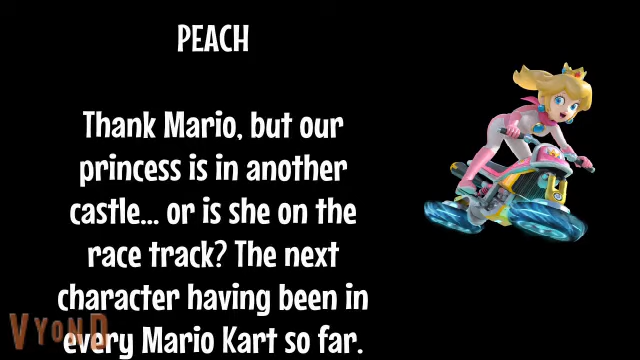 PEACH
Thank Mario, but our
princess is in another
castle... or is she on the
race track? The next
character having been in
every Mario Kart so far.
VYOND